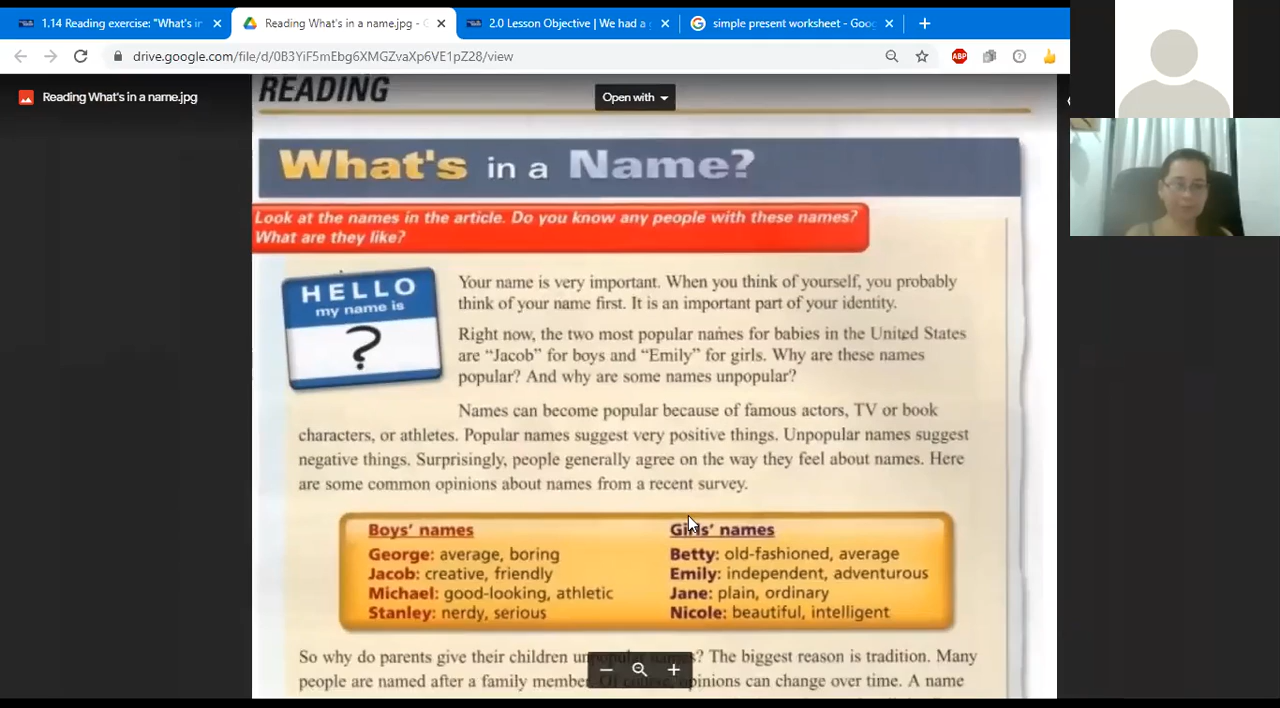 1.14 Reading exercise: "What's in
Reading What's in a name.jpg - G
2.0 Lesson Objective | We had a g
simple present worksheet - Goog
drive.google.com/file/d/0B3YiF5mEbg6XMGZvaXp6VE1pZ28/view
ABP
Reading What's in a name.jpg
Open with
READING
What's in a Name?
Look at the names in the article. Do you know any people with these names?
What are they like?
HELLO
my name is
?
Your name is very important. When you think of yourself, you probably
think of your name first. It is an important part of your identity.
Right now, the two most popular names for babies in the United States
are “Jacob” for boys and “Emily” for girls. Why are these names
popular? And why are some names unpopular?
Names can become popular because of famous actors, TV or book
characters, or athletes. Popular names suggest very positive things. Unpopular names suggest
negative things. Surprisingly, people generally agree on the way they feel about names. Here
are some common opinions about names from a recent survey.
Boys' names
George: average, boring
Jacob: creative, friendly
Michael: good-looking, athletic
Stanley: nerdy, serious
Girls' names
Betty: old-fashioned, average
Emily: independent, adventurous
Jane: plain, ordinary
Nicole: beautiful, intelligent
So why do parents give their children unpopular names? The biggest reason is tradition. Many
people are named after a family member. Of course, opinions can change over time. A name